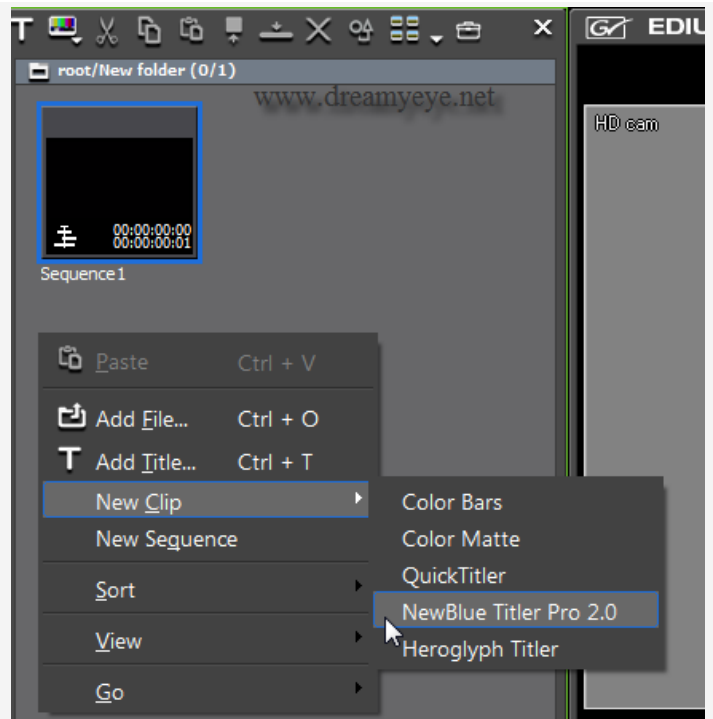 T
GV EDIU
root/New folder (0/1)
www.dreamyeye.net
HD cam
00:00:00:00
00:00:00:01
Sequence1
Paste Ctrl + V
Add File... Ctrl + O
T Add Title... Ctrl + T
New Clip
New Sequence
Sort
View
Go
Color Bars
Color Matte
QuickTitler
NewBlue Titler Pro 2.0
Heroglyph Titler